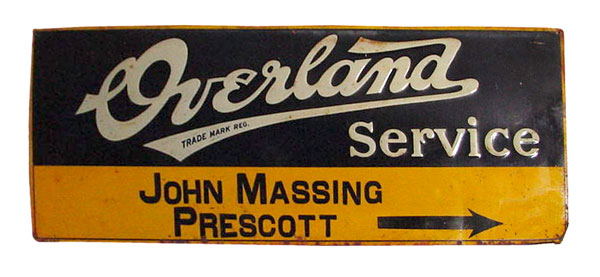 Overland
TRADE MARK REG.
Service
JOHN MASSING
PRESCOTT